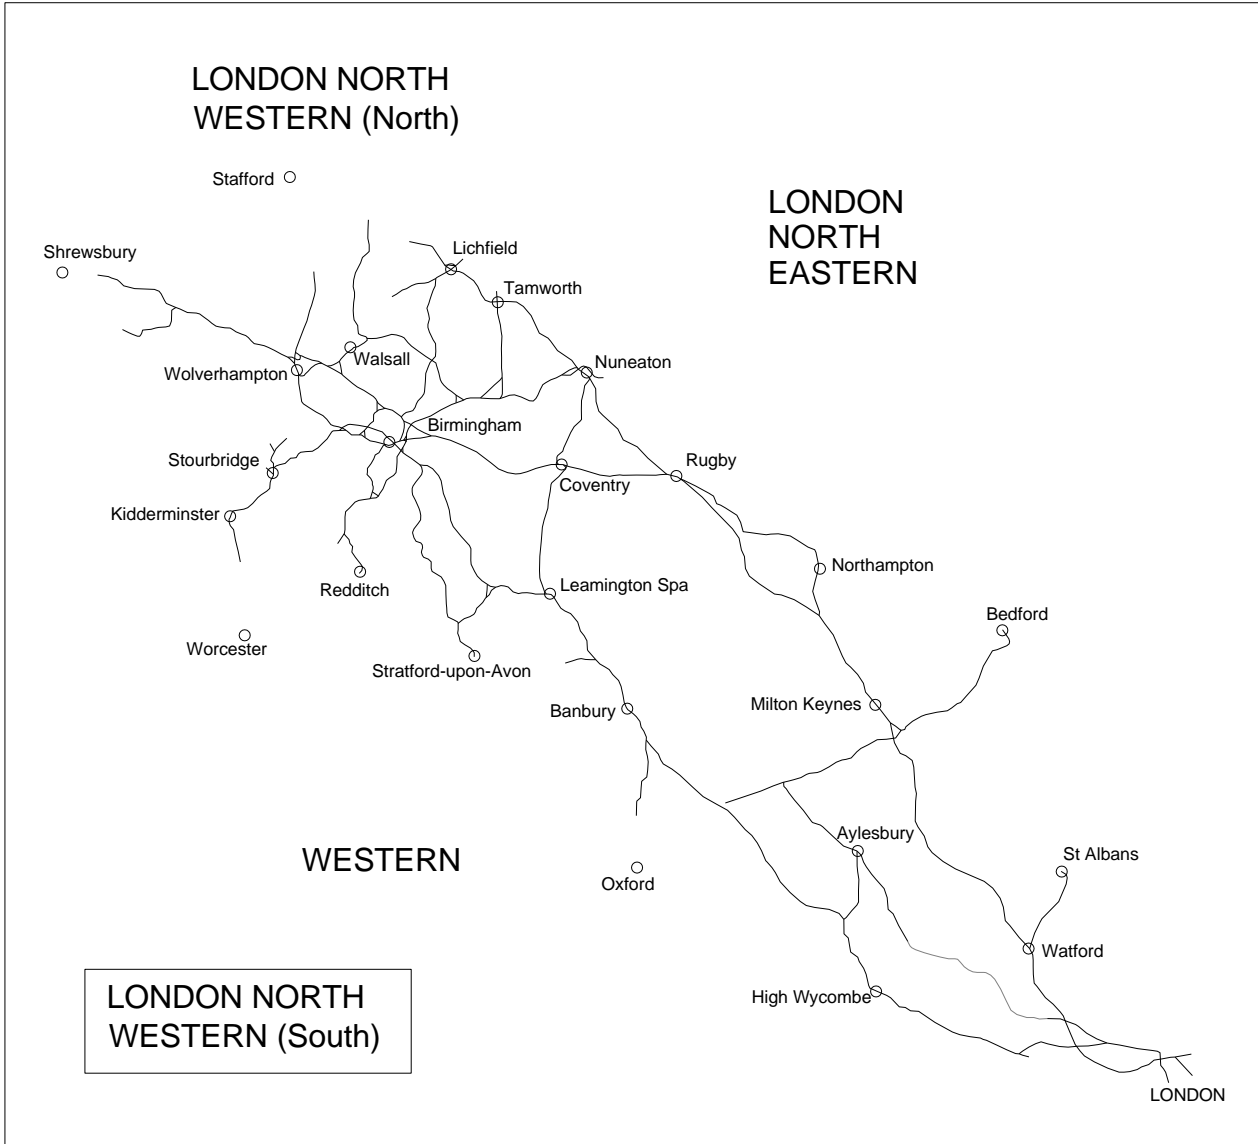 LONDON NORTH
WESTERN (North)
Stafford
LONDON
NORTH
EASTERN
Shrewsbury
Lichfield
Tamworth
Walsall
Nuneaton
Wolverhampton
Birmingham
Stourbridge
Rugby
Coventry
Kidderminster
Northampton
Redditch
Leamington Spa
Bedford
Worcester
Stratford-upon-Avon
Milton Keynes
Banbury
Aylesbury
WESTERN
St Albans
Oxford
Watford
High Wycombe
LONDON NORTH
WESTERN (South)
LONDON